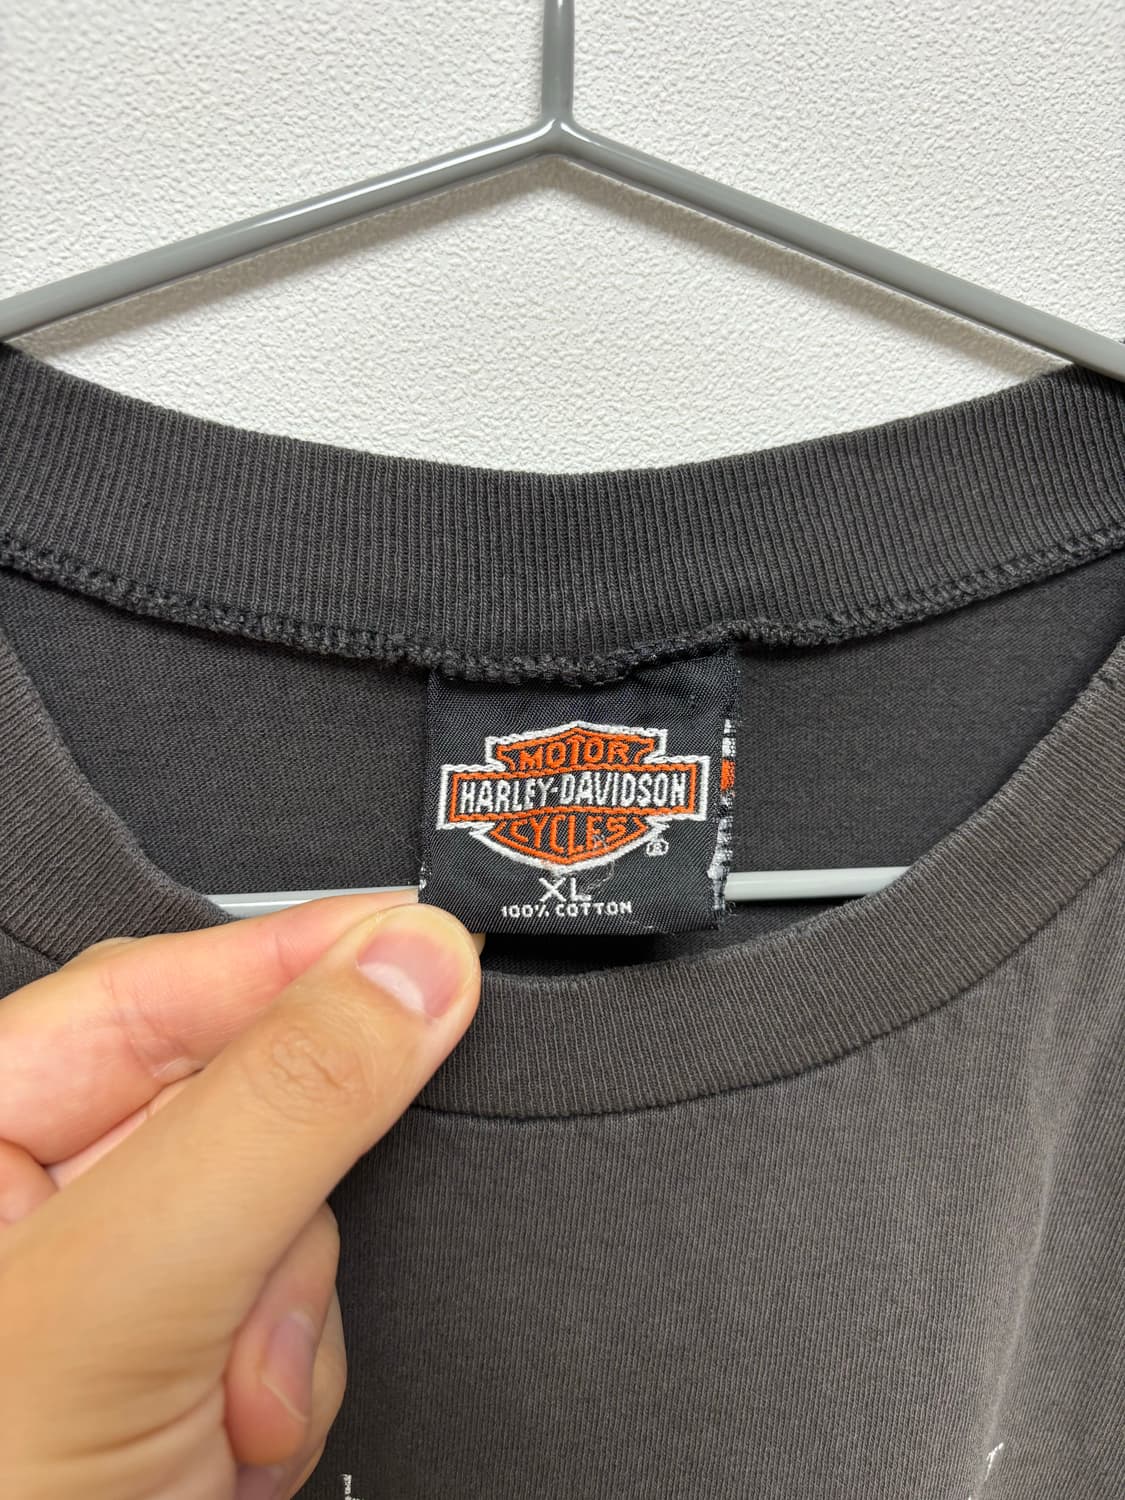 MOTOR
HARLEY-DAVIDSON
CYCLES
®
XL
100% COTTON